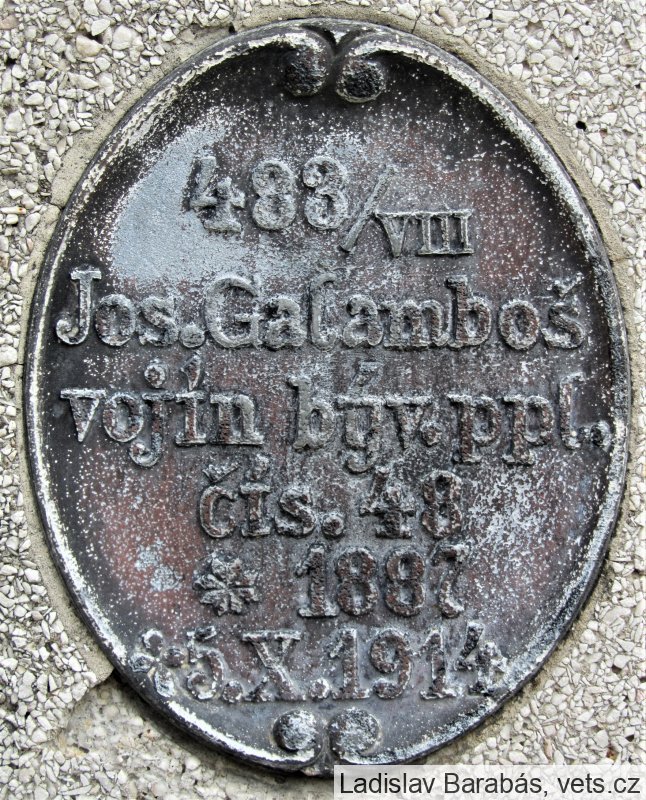 483/VIII
Jos. Gaľamboš
vojín býv. ppl.
čís. 48
* 1887
5.X.1914
Ladislav Barabás, vets.cz